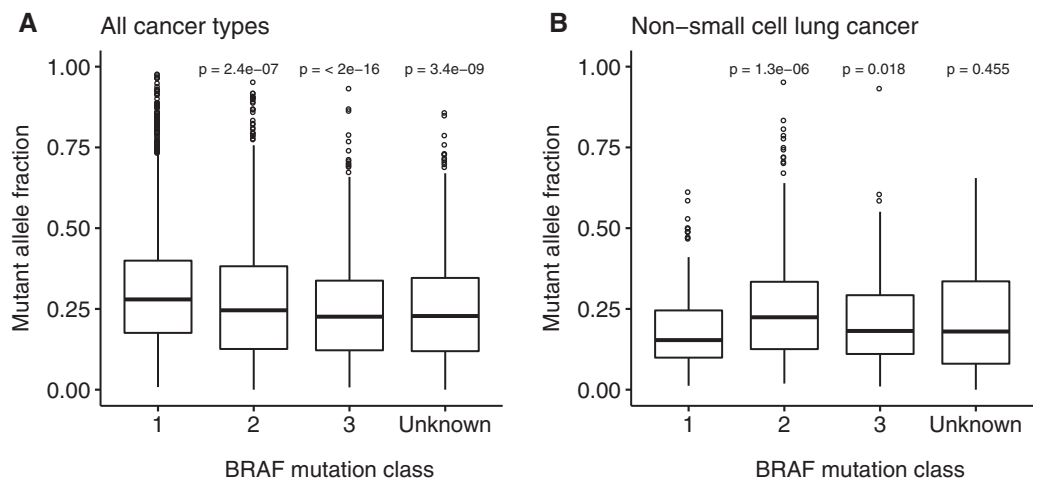 A
All cancer types
1.00
0.75
0.50
0.25
0.00
Mutant allele fraction
p = 2.4e−07
p = < 2e−16
p = 3.4e−09
1
2
3
Unknown
BRAF mutation class
B
Non−small cell lung cancer
1.00
0.75
0.50
0.25
0.00
Mutant allele fraction
p = 1.3e−06
p = 0.018
p = 0.455
1
2
3
Unknown
BRAF mutation class